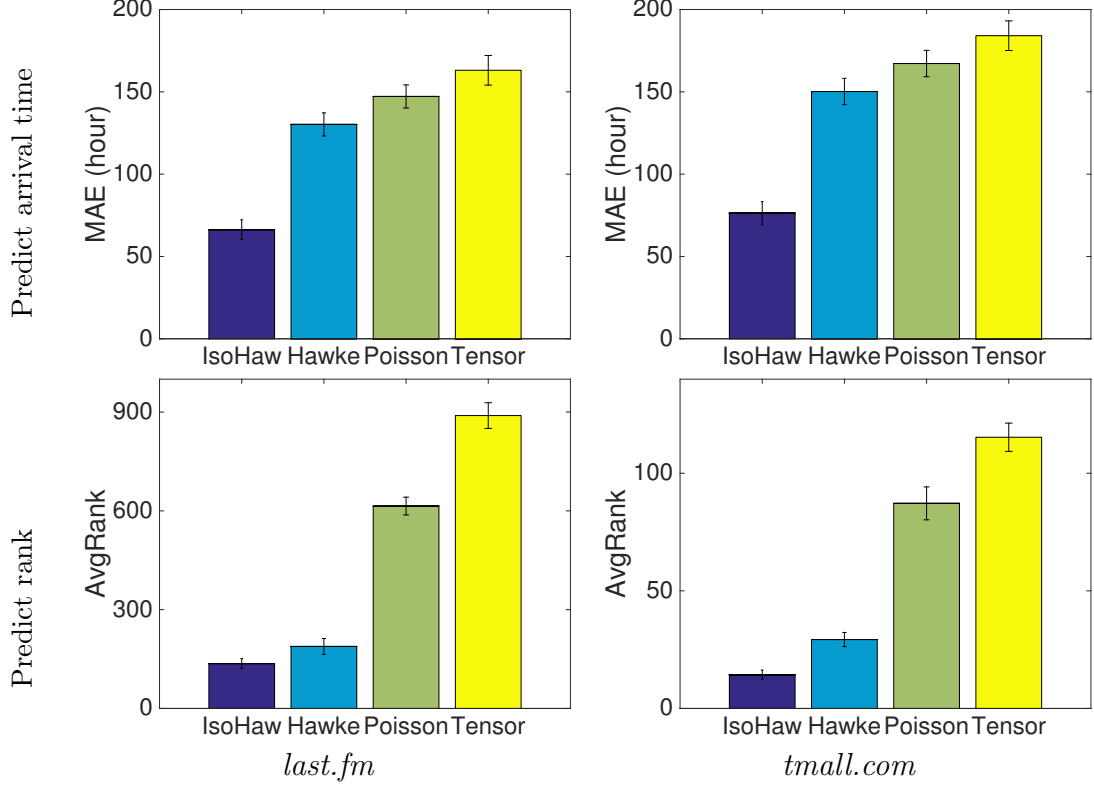 Predict arrival time
MAE (hour)
200
150
100
50
0
IsoHaw Hawke Poisson Tensor
MAE (hour)
200
150
100
50
0
IsoHaw Hawke Poisson Tensor
Predict rank
AvgRank
900
600
300
0
IsoHaw Hawke Poisson Tensor
last.fm
AvgRank
100
50
0
IsoHaw Hawke Poisson Tensor
tmall.com